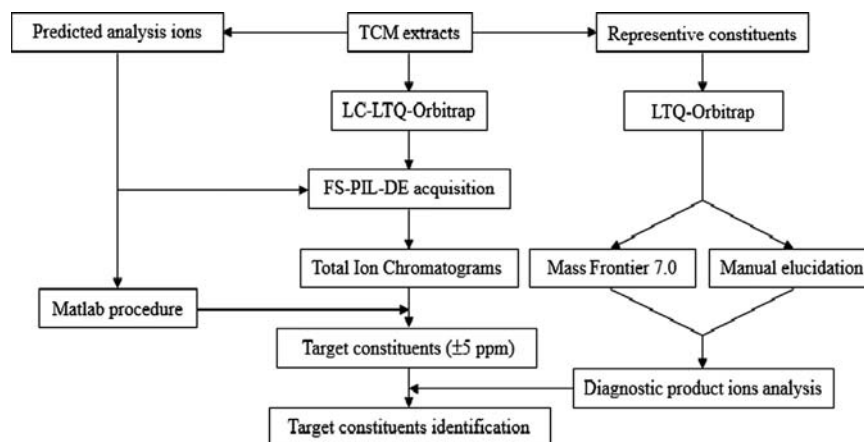 Predicted analysis ions
TCM extracts
Representive constituents
LC-LTQ-Orbitrap
LTQ-Orbitrap
FS-PIL-DE acquisition
Total Ion Chromatograms
Mass Frontier 7.0
Manual elucidation
Matlab procedure
Target constituents (±5 ppm)
Diagnostic product ions analysis
Target constituents identification